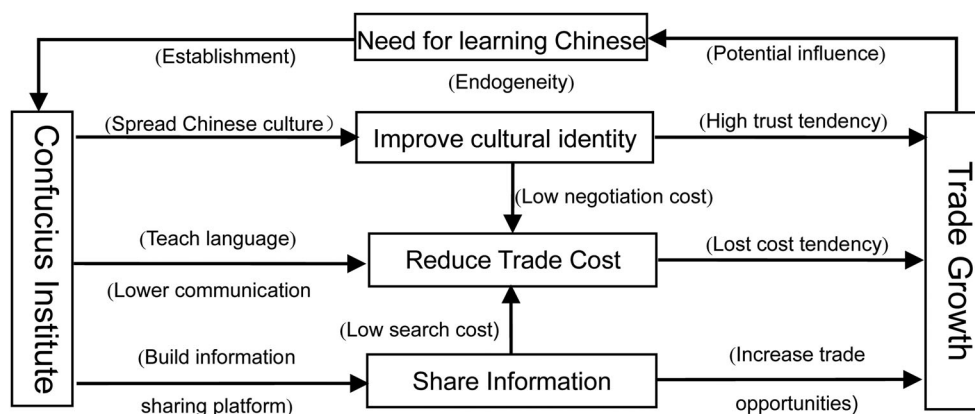 Need for learning Chinese
(Establishment)
(Potential influence)
(Endogeneity)
Confucius Institute
(Spread Chinese culture)
Improve cultural identity
(High trust tendency)
Trade Growth
(Low negotiation cost)
(Teach language)
Reduce Trade Cost
(Lost cost tendency)
(Lower communication
(Low search cost)
(Build information
sharing platform)
Share Information
(Increase trade
opportunities)